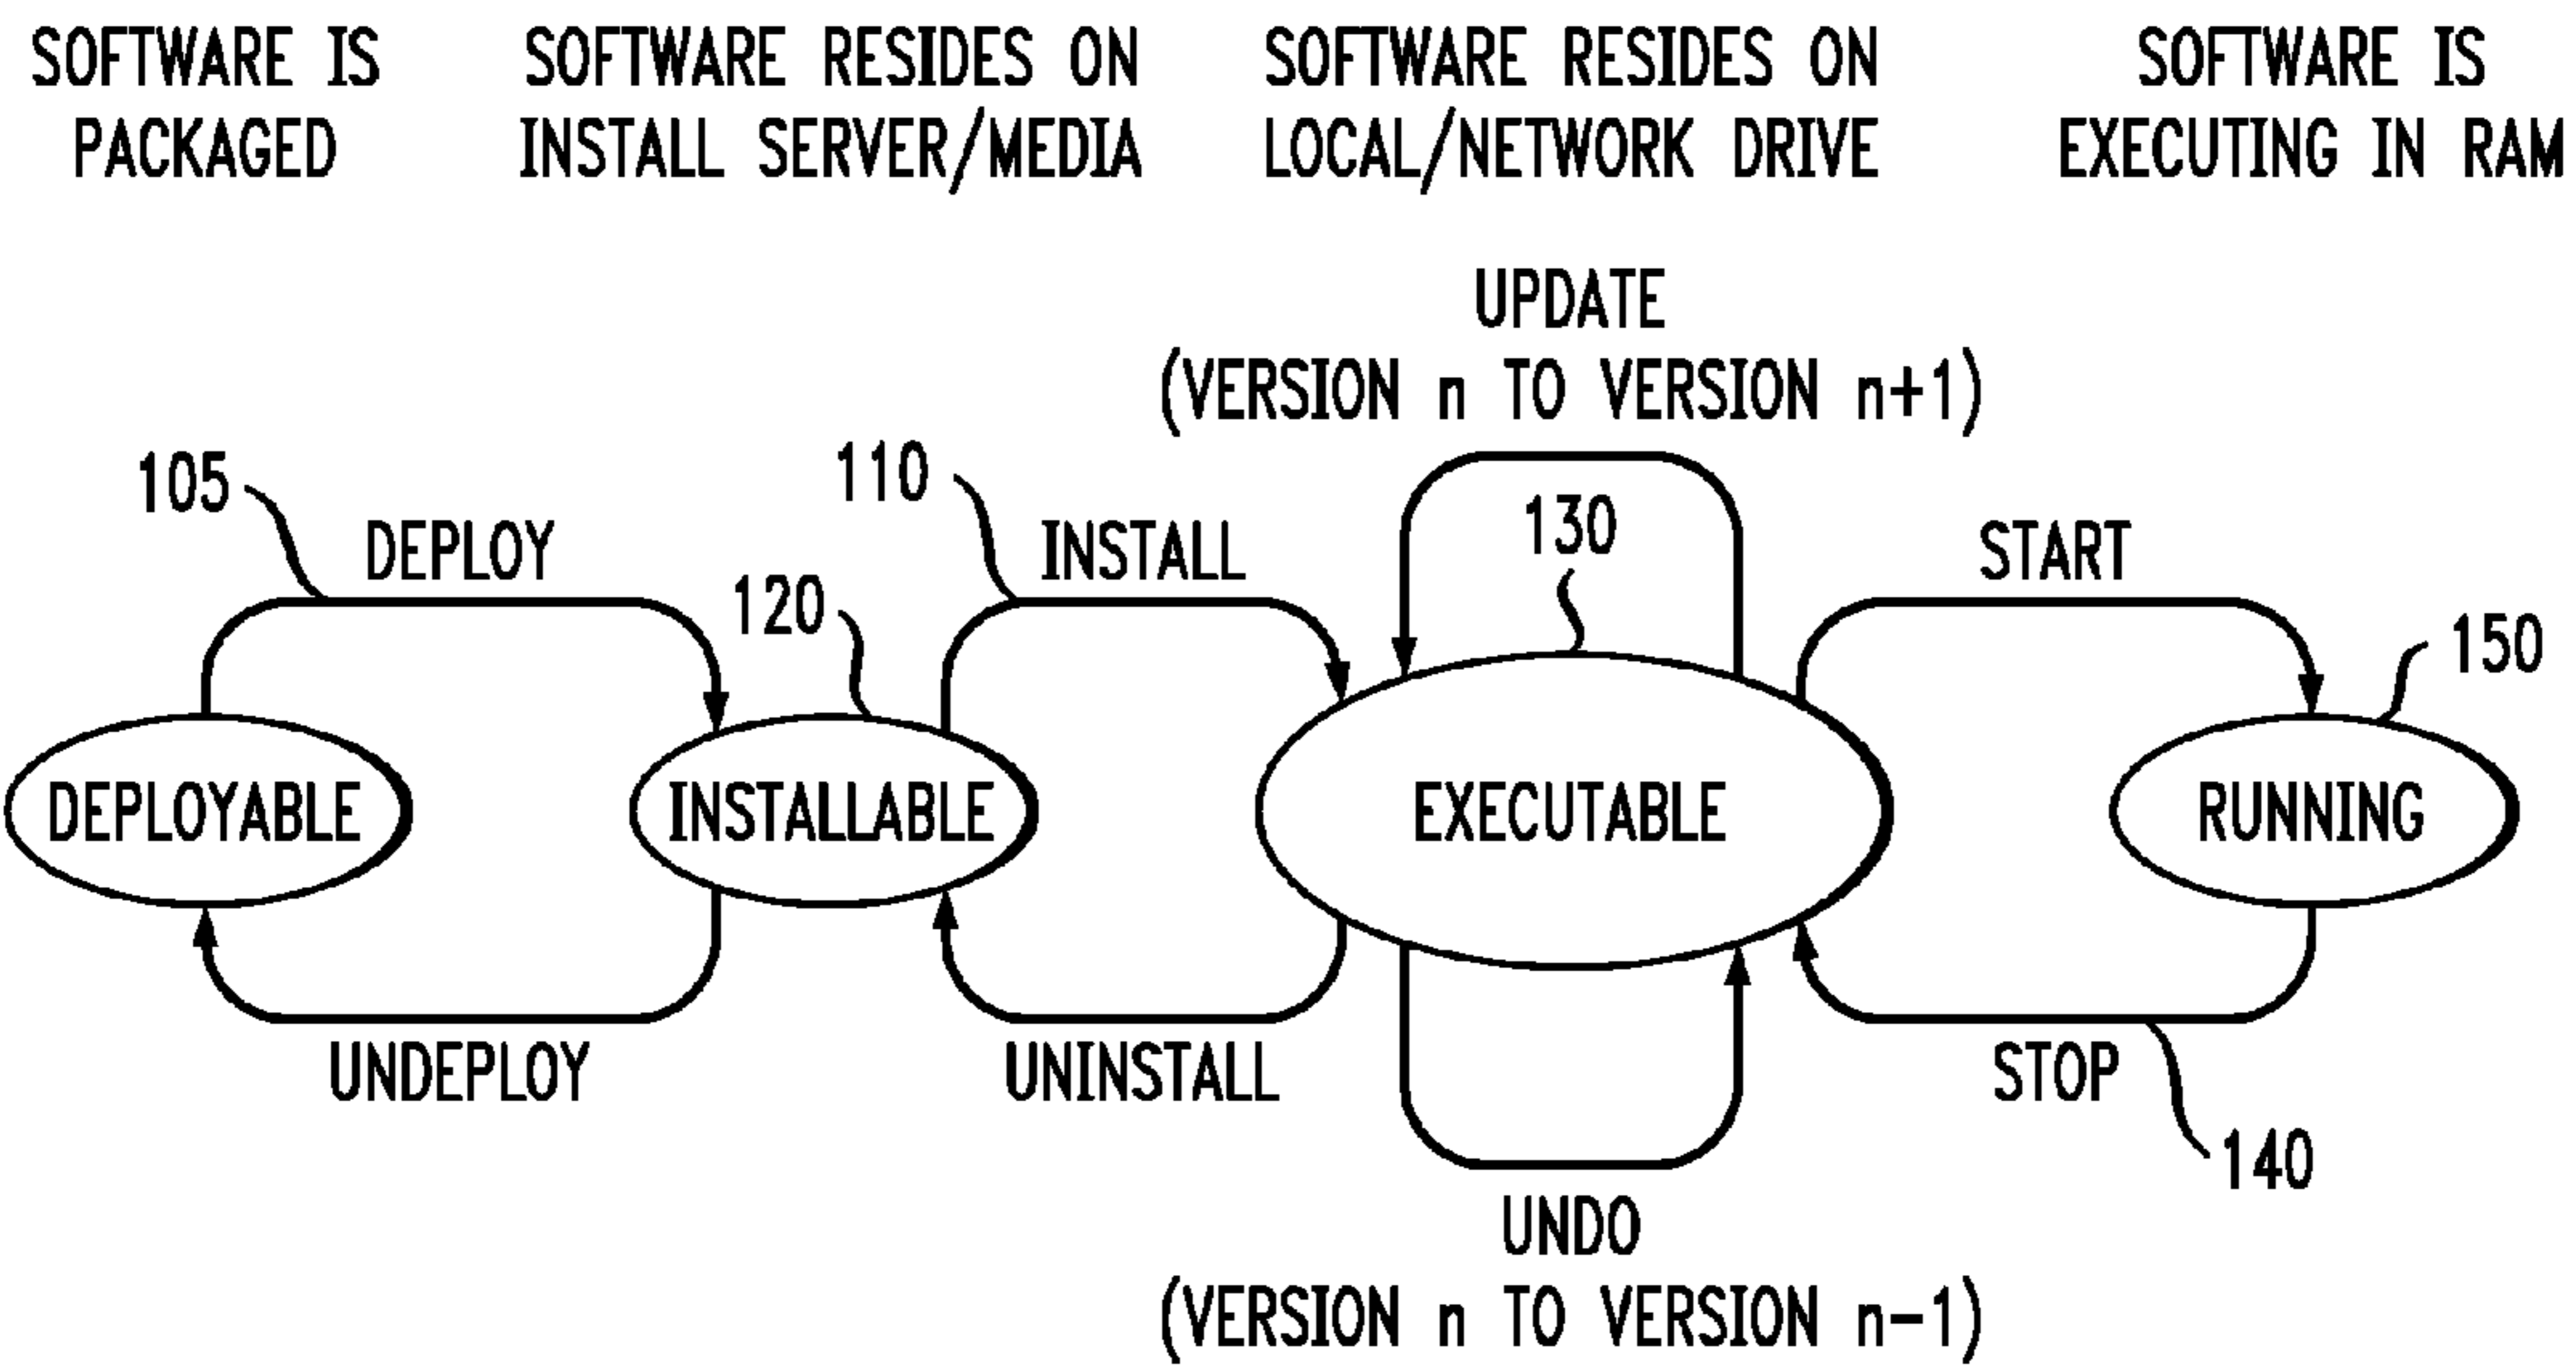 SOFTWARE IS
PACKAGED
SOFTWARE RESIDES ON
INSTALL SERVER/MEDIA
SOFTWARE RESIDES ON
LOCAL/NETWORK DRIVE
SOFTWARE IS
EXECUTING IN RAM
UPDATE
(VERSION n TO VERSION n+1)
105
DEPLOY
110
INSTALL
120
130
START
150
DEPLOYABLE
INSTALLABLE
EXECUTABLE
RUNNING
UNDEPLOY
UNINSTALL
STOP
140
UNDO
(VERSION n TO VERSION n-1)